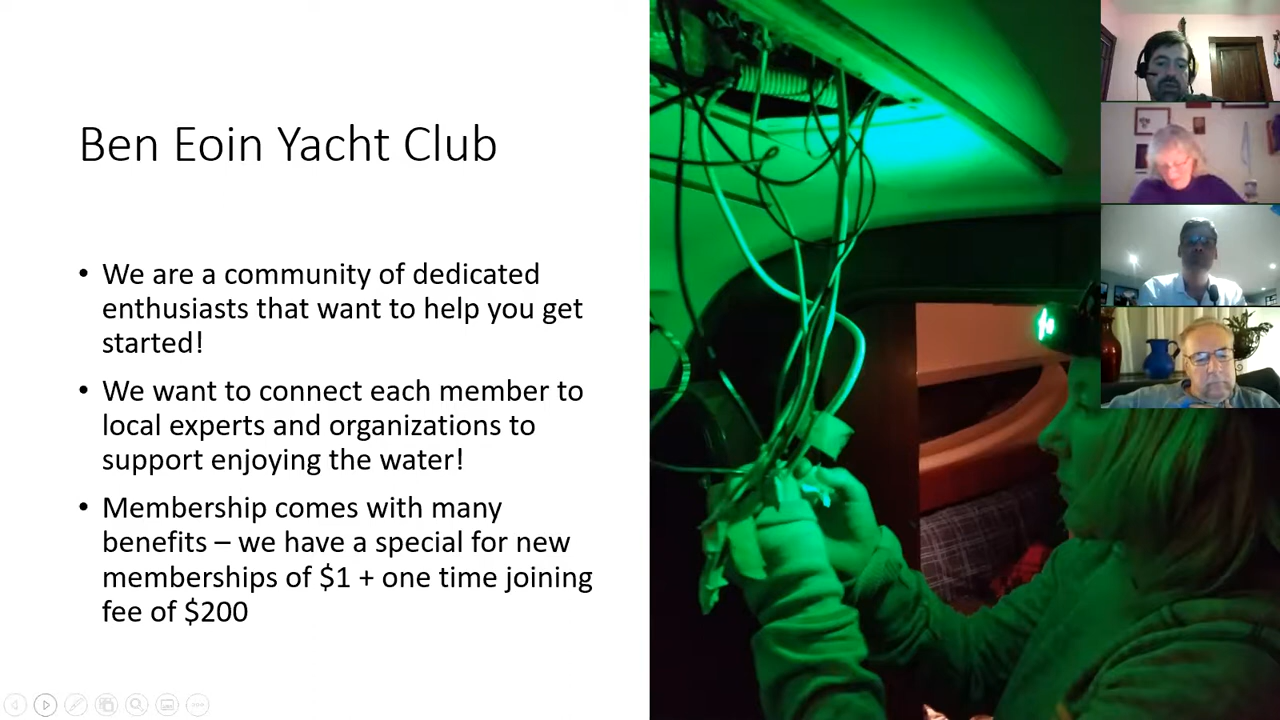 Ben Eoin Yacht Club
• We are a community of dedicated
enthusiasts that want to help you get
started!
• We want to connect each member to
local experts and organizations to
support enjoying the water!
• Membership comes with many
benefits – we have a special for new
memberships of $1 + one time joining
fee of $200